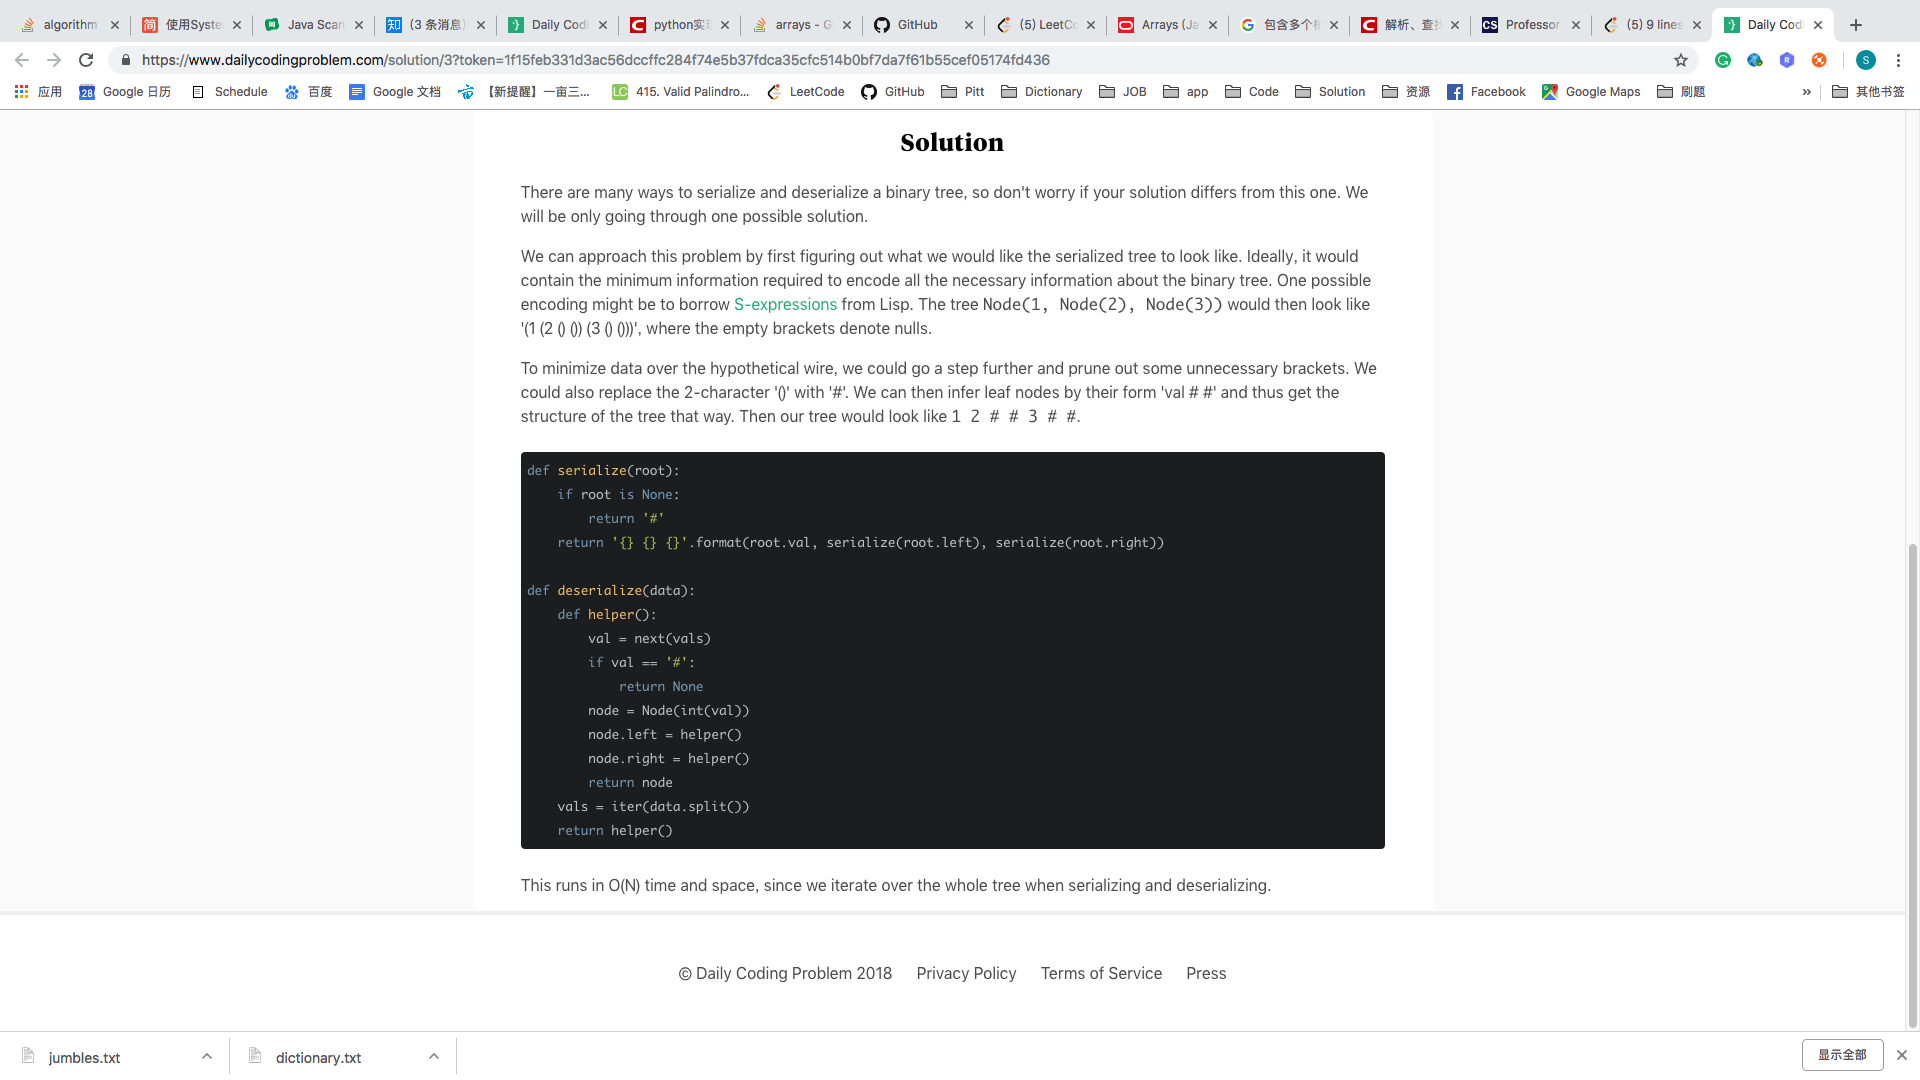 algorithm
使用Syste
Java Scan
(3 条消息)
Daily Codi
python实现
arrays - G
GitHub
(5) LeetCo
Arrays (Ja
包含多个相
解析、查找
Professor
(5) 9 lines
Daily Codi
https://www.dailycodingproblem.com/solution/3?token=1f15feb331d3ac56dccffc284f74e5b37fdca35cfc514b0bf7da7f61b55cef05174fd436
应用
Google 日历
Schedule
百度
Google 文档
【新提醒】一亩三...
415. Valid Palindro...
LeetCode
GitHub
Pitt
Dictionary
JOB
app
Code
Solution
资源
Facebook
Google Maps
刷题
»
其他书签
Solution
There are many ways to serialize and deserialize a binary tree, so don't worry if your solution differs from this one. We
will be only going through one possible solution.
We can approach this problem by first figuring out what we would like the serialized tree to look like. Ideally, it would
contain the minimum information required to encode all the necessary information about the binary tree. One possible
encoding might be to borrow S-expressions from Lisp. The tree Node(1, Node(2), Node(3)) would then look like
'(1 (2 () ()) (3 () ()))', where the empty brackets denote nulls.
To minimize data over the hypothetical wire, we could go a step further and prune out some unnecessary brackets. We
could also replace the 2-character '()' with '#'. We can then infer leaf nodes by their form 'val # #' and thus get the
structure of the tree that way. Then our tree would look like 1 2 # # 3 # #.
def serialize(root):
    if root is None:
        return '#'
    return '{} {} {}'.format(root.val, serialize(root.left), serialize(root.right))
def deserialize(data):
    def helper():
        val = next(vals)
        if val == '#':
            return None
        node = Node(int(val))
        node.left = helper()
        node.right = helper()
        return node
    vals = iter(data.split())
    return helper()
This runs in O(N) time and space, since we iterate over the whole tree when serializing and deserializing.
© Daily Coding Problem 2018 Privacy Policy Terms of Service Press
jumbles.txt
dictionary.txt
显示全部